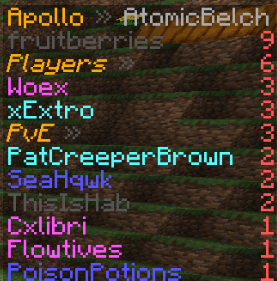 Apollo » AtomicBelch
fruitberries 9
Players » 6
Woex 3
xExtro 3
PvE » 3
PatCreeperBrown 2
SeaHqwk 2
ThisIsHab 2
Cxlibri 1
Flowtives 1
PoisonPotions 1